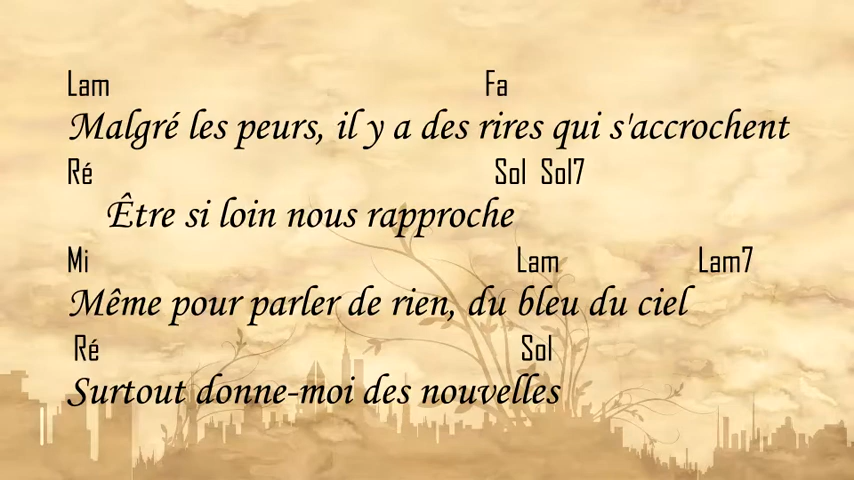 Lam Fa
Malgré les peurs, il y a des rires qui s'accrochent
Ré Sol Sol7
Être si loin nous rapproche
Mi Lam Lam7
Même pour parler de rien, du bleu du ciel
Ré Sol
Surtout donne-moi des nouvelles